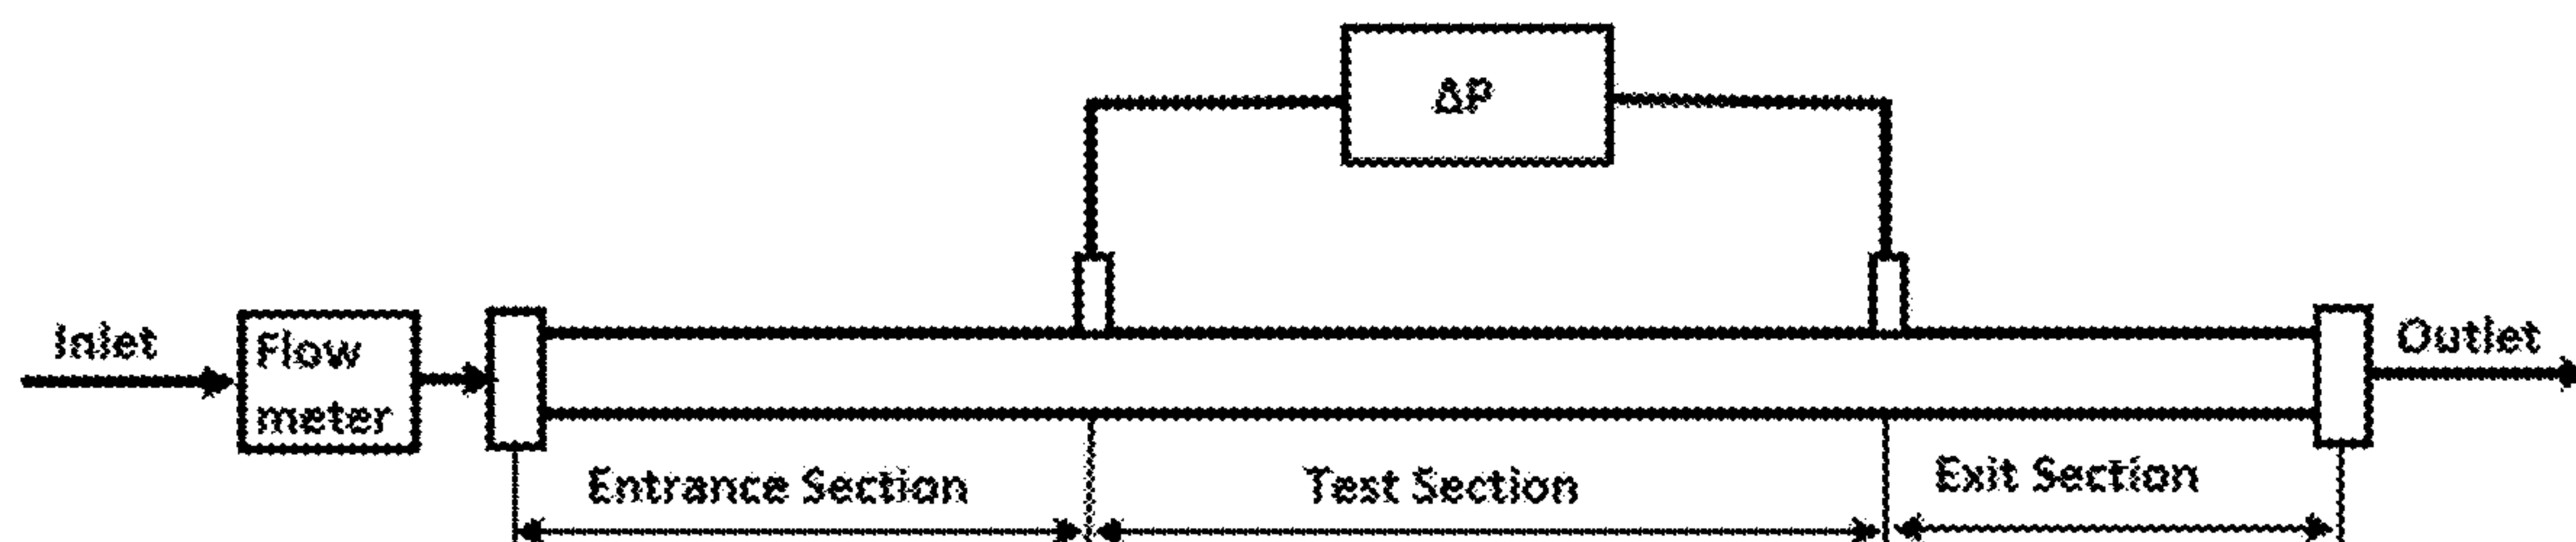 ΔP
Inlet
Flow
meter
Outlet
Entrance Section
Test Section
Exit Section